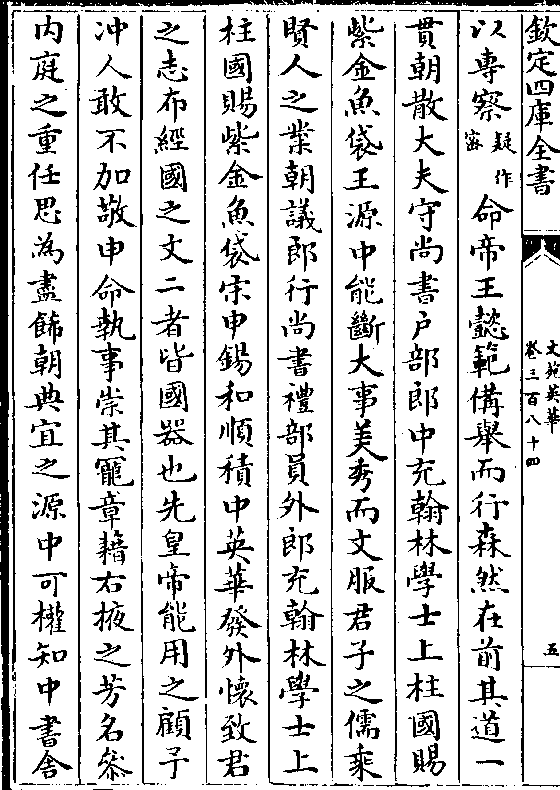 欽定四庫全書
文苑英華
卷三百八十四
五
以專察疑作密命帝王懿範備舉而行森然在前其道一
貫朝散大夫守尚書户部郎中充翰林學士上柱國賜
紫金魚袋王源中能斷大事美秀而文服君子之儒乘
賢人之業朝議郎行尚書禮部員外郎充翰林學士上
柱國賜紫金魚袋宋申錫和順積中英華發外懷致君
之志布經國之文二者皆國器也先皇帝能用之顧予
冲人敢不加敬申命執事崇其寵章籍右掖之芳名叅
内庭之重任思為盡飾朝典宜之源中可權知中書舍